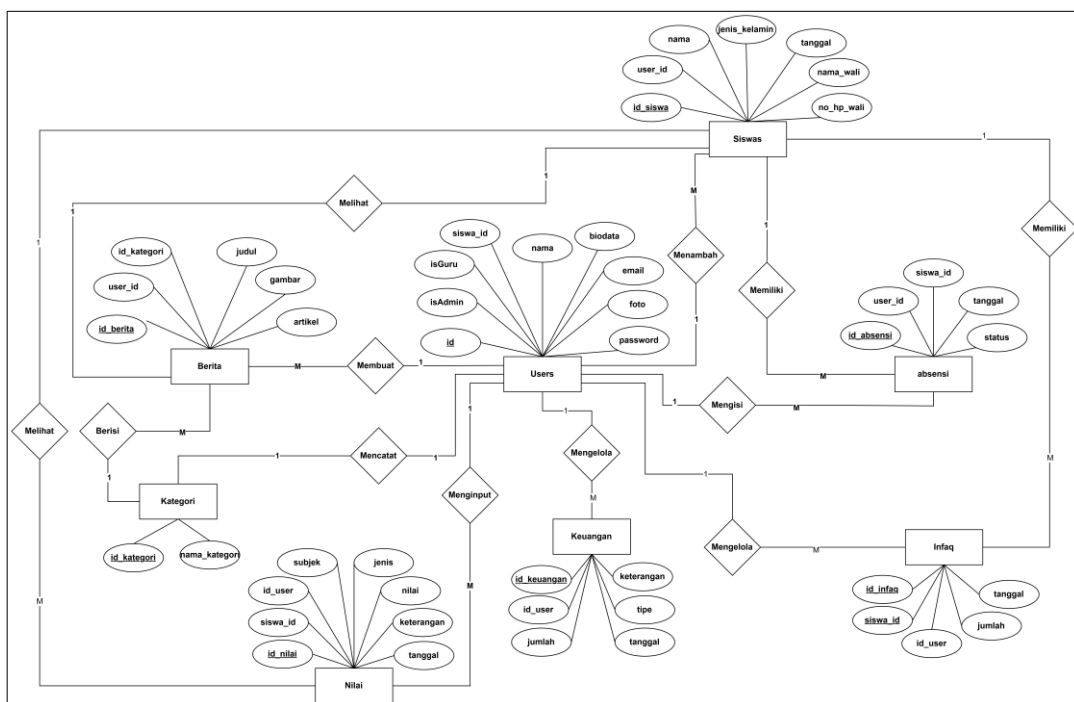 jenis_kelamin
nama
tanggal
user_id
nama_wali
id_siswa
no_hp_wali
Siswas
1
1
1
M
1
1
Melihat
1
Memiliki
siswa_id
nama
biodata
Menambah
id_kategori
judul
isGuru
email
Memiliki
siswa_id
user_id
gambar
isAdmin
foto
user_id
tanggal
id_berita
artikel
id
password
1
id_absensi
status
Berita
M
Membuat
1
Users
M
absensi
1
Mengisi
M
Melihat
Berisi
M
1
Mencatat
1
1
1
Mengelola
1
Kategori
1
Menginput
M
M
id_kategori
nama_kategori
Keuangan
Mengelola
M
Infaq
M
subjek
jenis
id_keuangan
keterangan
id_infaq
tanggal
id_user
nilai
id_user
tipe
siswa_id
jumlah
siswa_id
keterangan
jumlah
tanggal
id_user
id_nilai
tanggal
M
Nilai